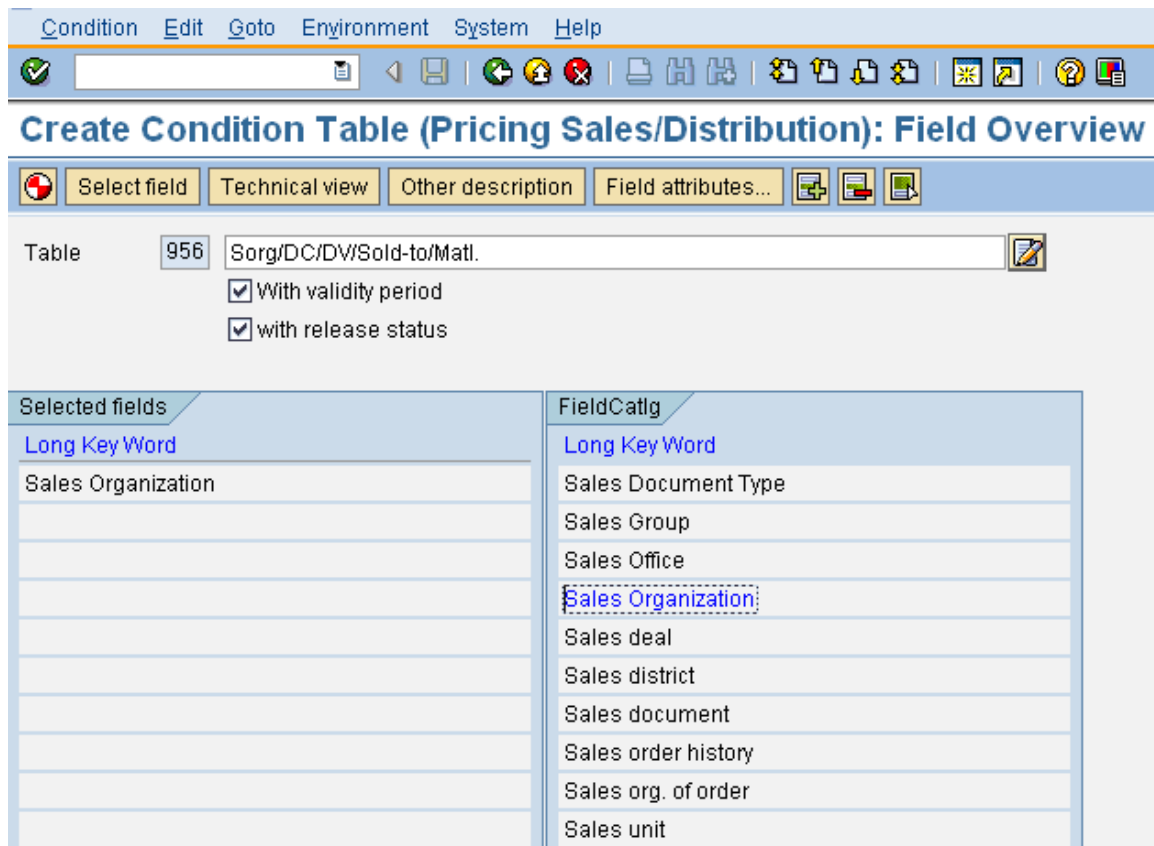 Condition Edit Goto Environment System Help
Create Condition Table (Pricing Sales/Distribution): Field Overview
Select field Technical view Other description Field attributes...
Table 956 Sorg/DC/DV/Sold-to/Matl.
With validity period
with release status
Selected fields FieldCatlg
Long Key Word Long Key Word
Sales Organization Sales Document Type
Sales Group
Sales Office
Sales Organization
Sales deal
Sales district
Sales document
Sales order history
Sales org. of order
Sales unit